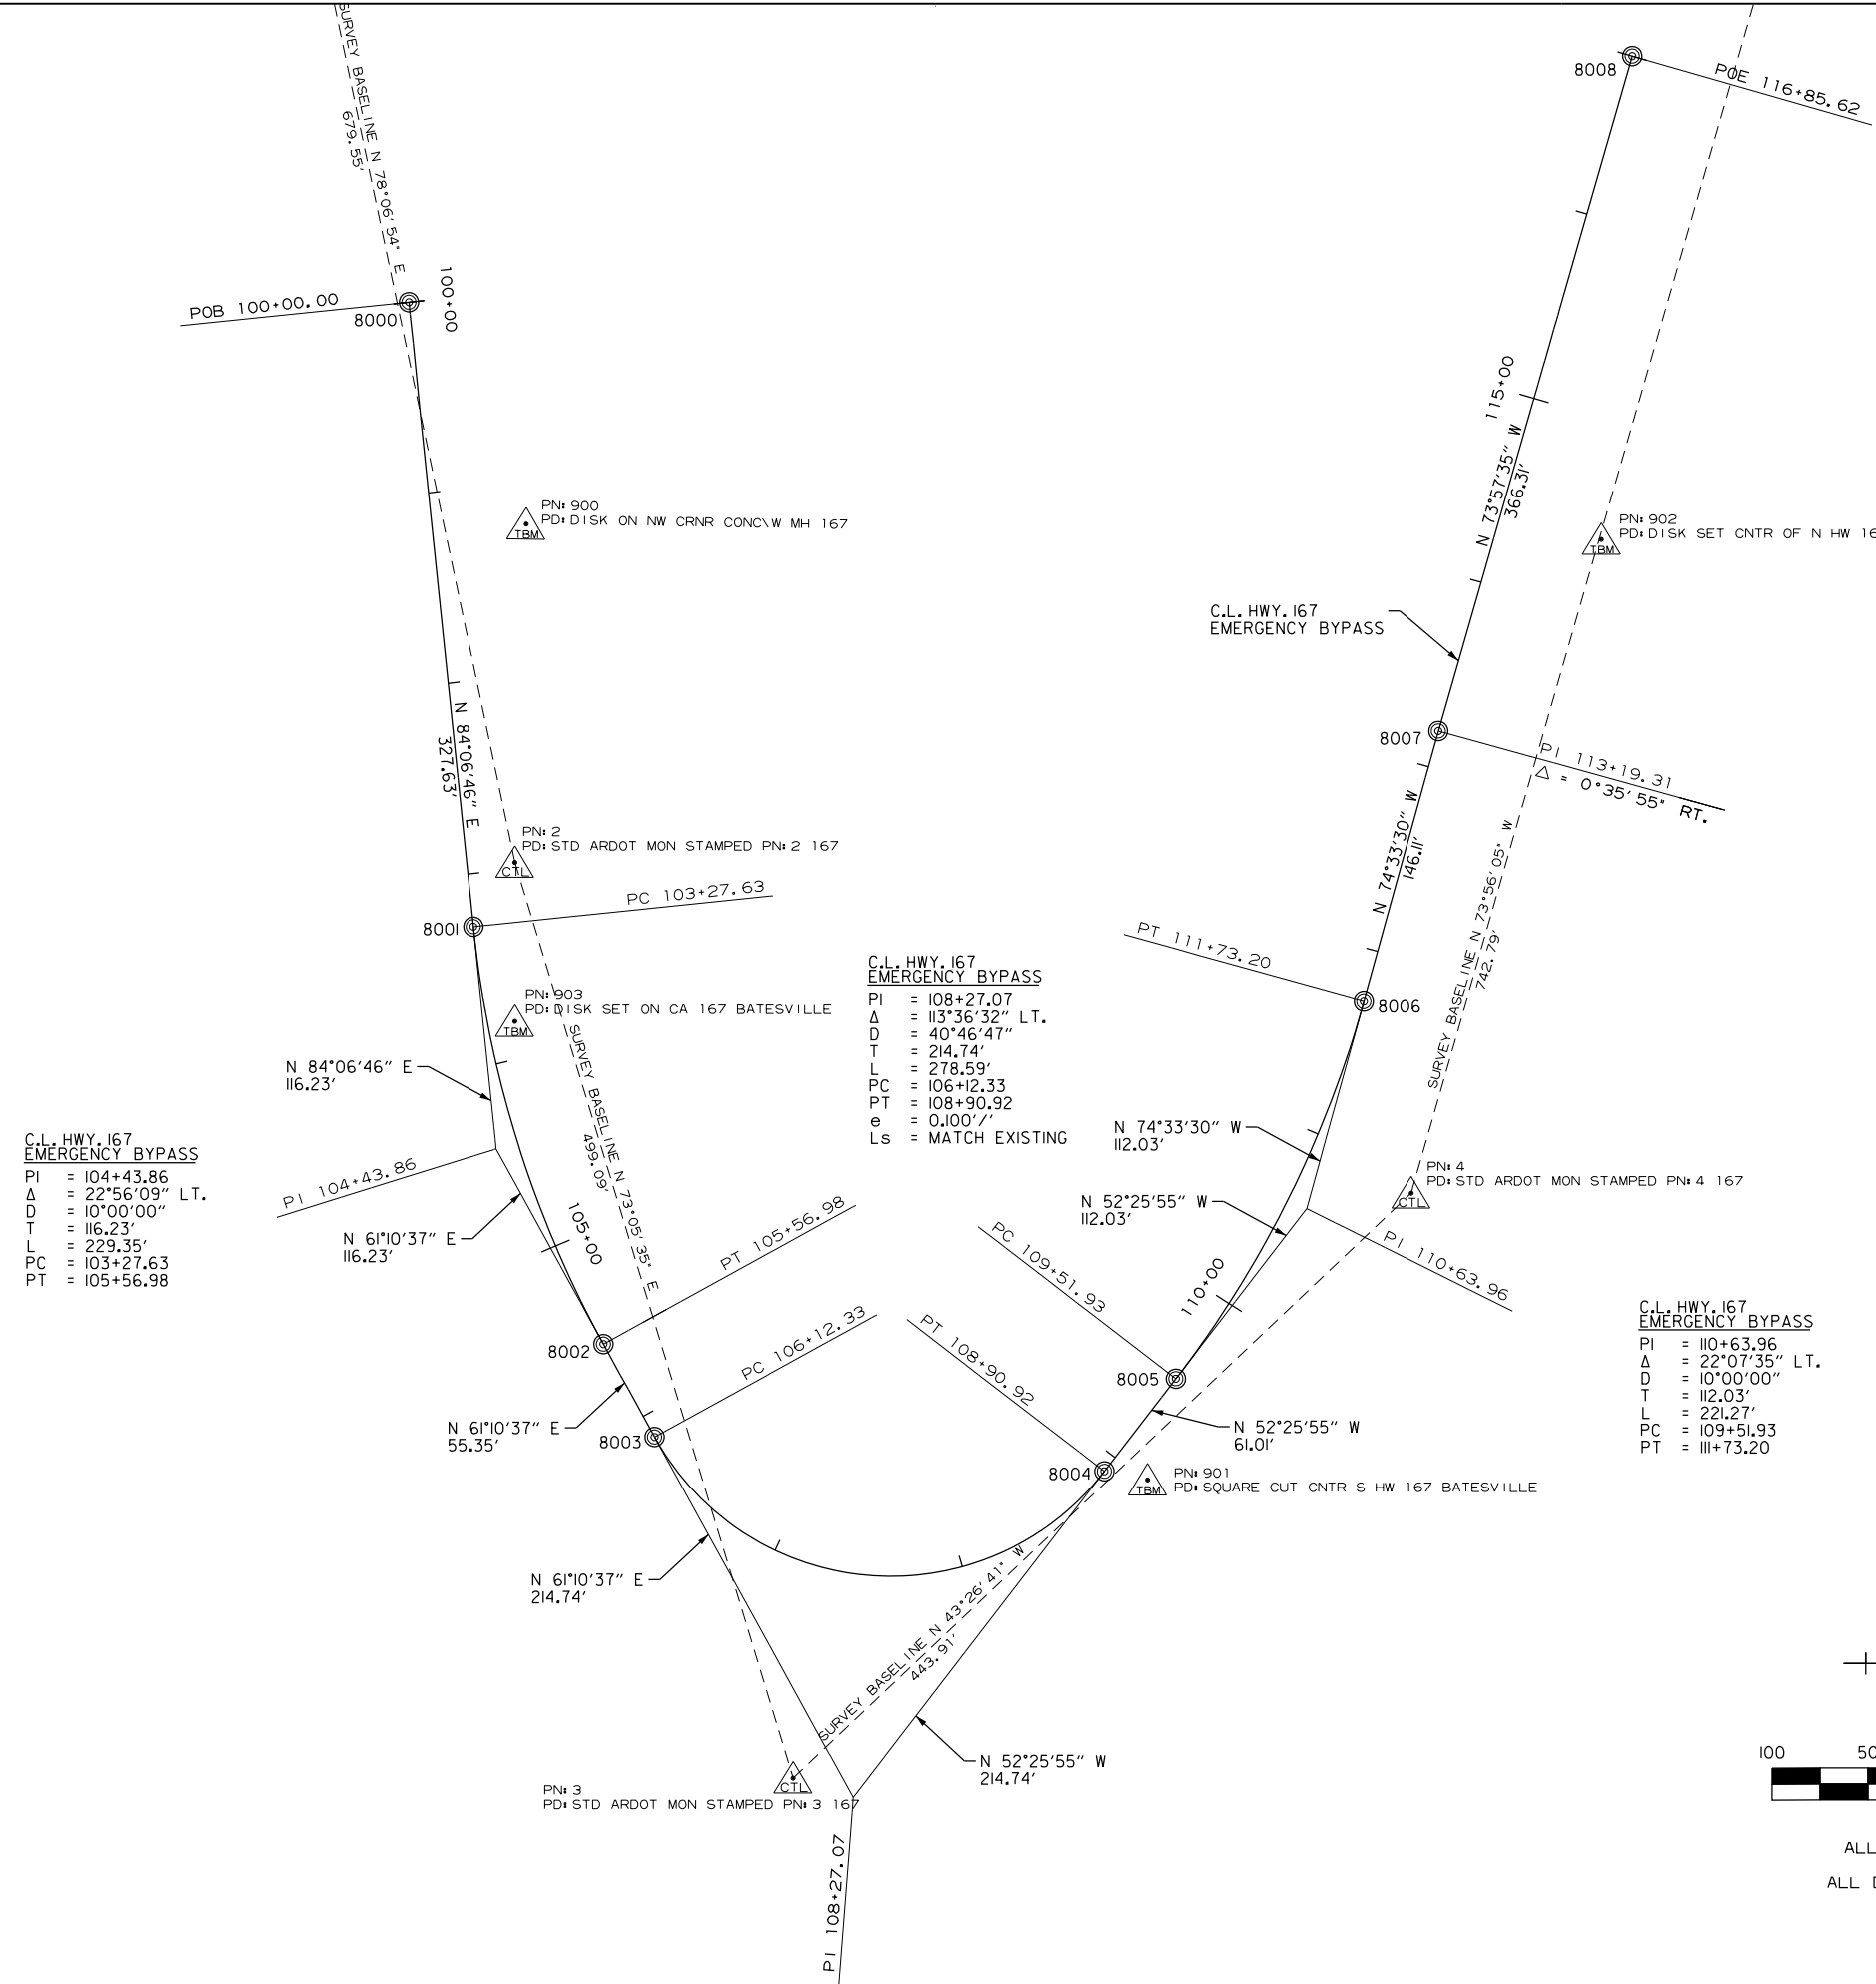 SURVEY BASELINE N 78°06'54" E
679.55'
8008
POE 116+85.62
POB 100+00.00
8000
100+00
115+00
N 73°57'35" W
366.31'
PN: 900
PD: DISK ON NW CRNR CONC\W MH 167
TBM
PN: 902
PD: DISK SET CNTR OF N HW 16
TBM
C.L. HWY. 167
EMERGENCY BYPASS
N 84°06'46" E
327.63'
8007
PI 113+19.31
△ = 0°35'55" RT.
N 74°33'30" W
146.11'
PN: 2
PD: STD ARDOT MON STAMPED PN: 2 167
CTL
PC 103+27.63
8001
SURVEY BASELINE N 73°56'05" W
742.79'
PT 111+73.20
8006
PN: 903
PD: DISK SET ON CA 167 BATESVILLE
TBM
C.L. HWY. 167
EMERGENCY BYPASS
PI = 108+27.07
Δ = 113°36'32" LT.
D = 40°46'47"
T = 214.74'
L = 278.59'
PC = 106+12.33
PT = 108+90.92
e = 0.100'/'
Ls = MATCH EXISTING
N 84°06'46" E
116.23'
SURVEY BASELINE N 73°05'35" E
499.09'
N 74°33'30" W
112.03'
C.L. HWY. 167
EMERGENCY BYPASS
PI = 104+43.86
Δ = 22°56'09" LT.
D = 10°00'00"
T = 116.23'
L = 229.35'
PC = 103+27.63
PT = 105+56.98
PI 104+43.86
N 61°10'37" E
116.23'
105+00
PT 105+56.98
N 52°25'55" W
112.03'
PN: 4
PD: STD ARDOT MON STAMPED PN: 4 167
CTL
PC 109+51.93
110+00
PI 110+63.96
C.L. HWY. 167
EMERGENCY BYPASS
PI = 110+63.96
Δ = 22°07'35" LT.
D = 10°00'00"
T = 112.03'
L = 221.27'
PC = 109+51.93
PT = 111+73.20
8002
PC 106+12.33
PT 108+90.92
8005
N 61°10'37" E
55.35'
8003
N 52°25'55" W
61.01'
8004
PN: 901
PD: SQUARE CUT CNTR S HW 167 BATESVILLE
TBM
N 61°10'37" E
214.74'
SURVEY BASELINE N 43°26'41" W
443.91'
N 52°25'55" W
214.74'
PN: 3
PD: STD ARDOT MON STAMPED PN: 3 167
CTL
PI 108+27.07
100 50
ALL
ALL D